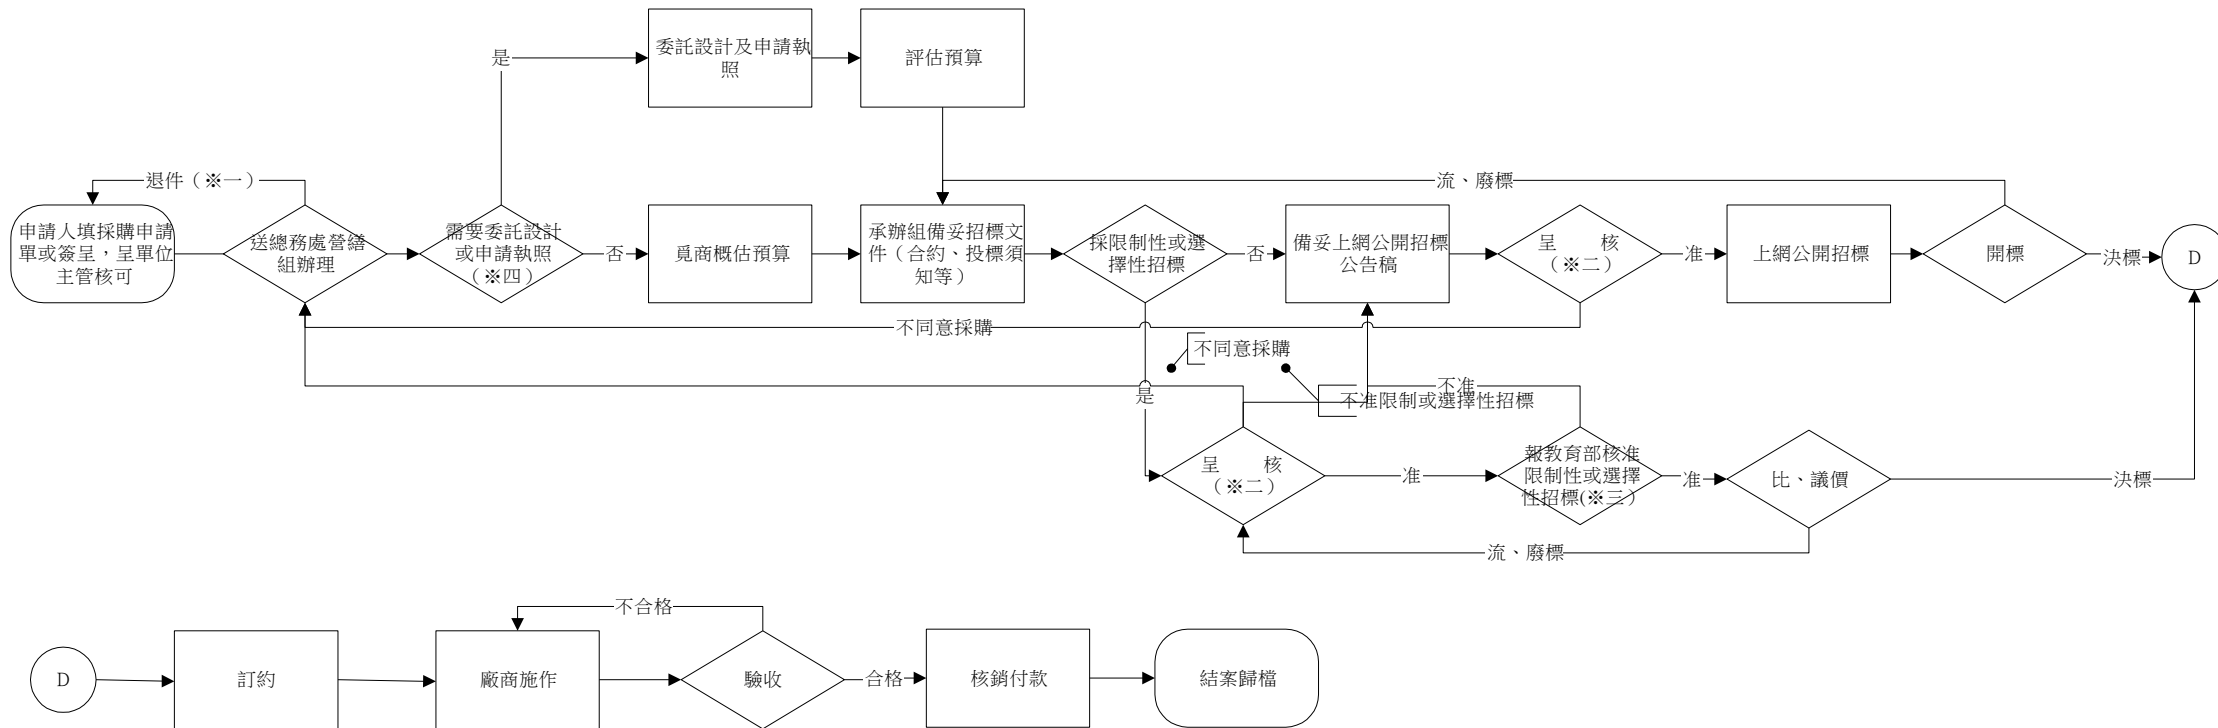 委託設計及申請執
照
評估預算
是
退件（※一）
流、廢標
申請人填採購申請
單或簽呈，呈單位
主管核可
送總務處營繕
組辦理
需要委託設計
或申請執照
（※四）
否
覓商概估預算
承辦組備妥招標文
件（合約、投標須
知等）
採限制性或選
擇性招標
否
備妥上網公開招標
公告稿
呈　　核
（※二）
准
上網公開招標
開標
決標
D
不同意採購
不同意採購
是
不准
不准限制或選擇性招標
呈　　核
（※二）
准
報教育部核准
限制性或選擇
性招標(※三）
准
比、議價
決標
流、廢標
不合格
D
訂約
廠商施作
驗收
合格
核銷付款
結案歸檔